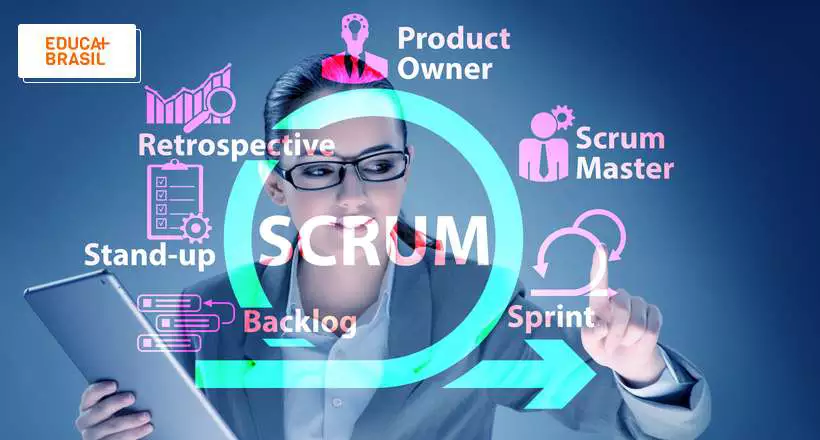 EDUCA+
BRASIL
Product
Owner
Retrospective
Scrum
Master
SCRUM
Stand-up
Sprint
Backlog